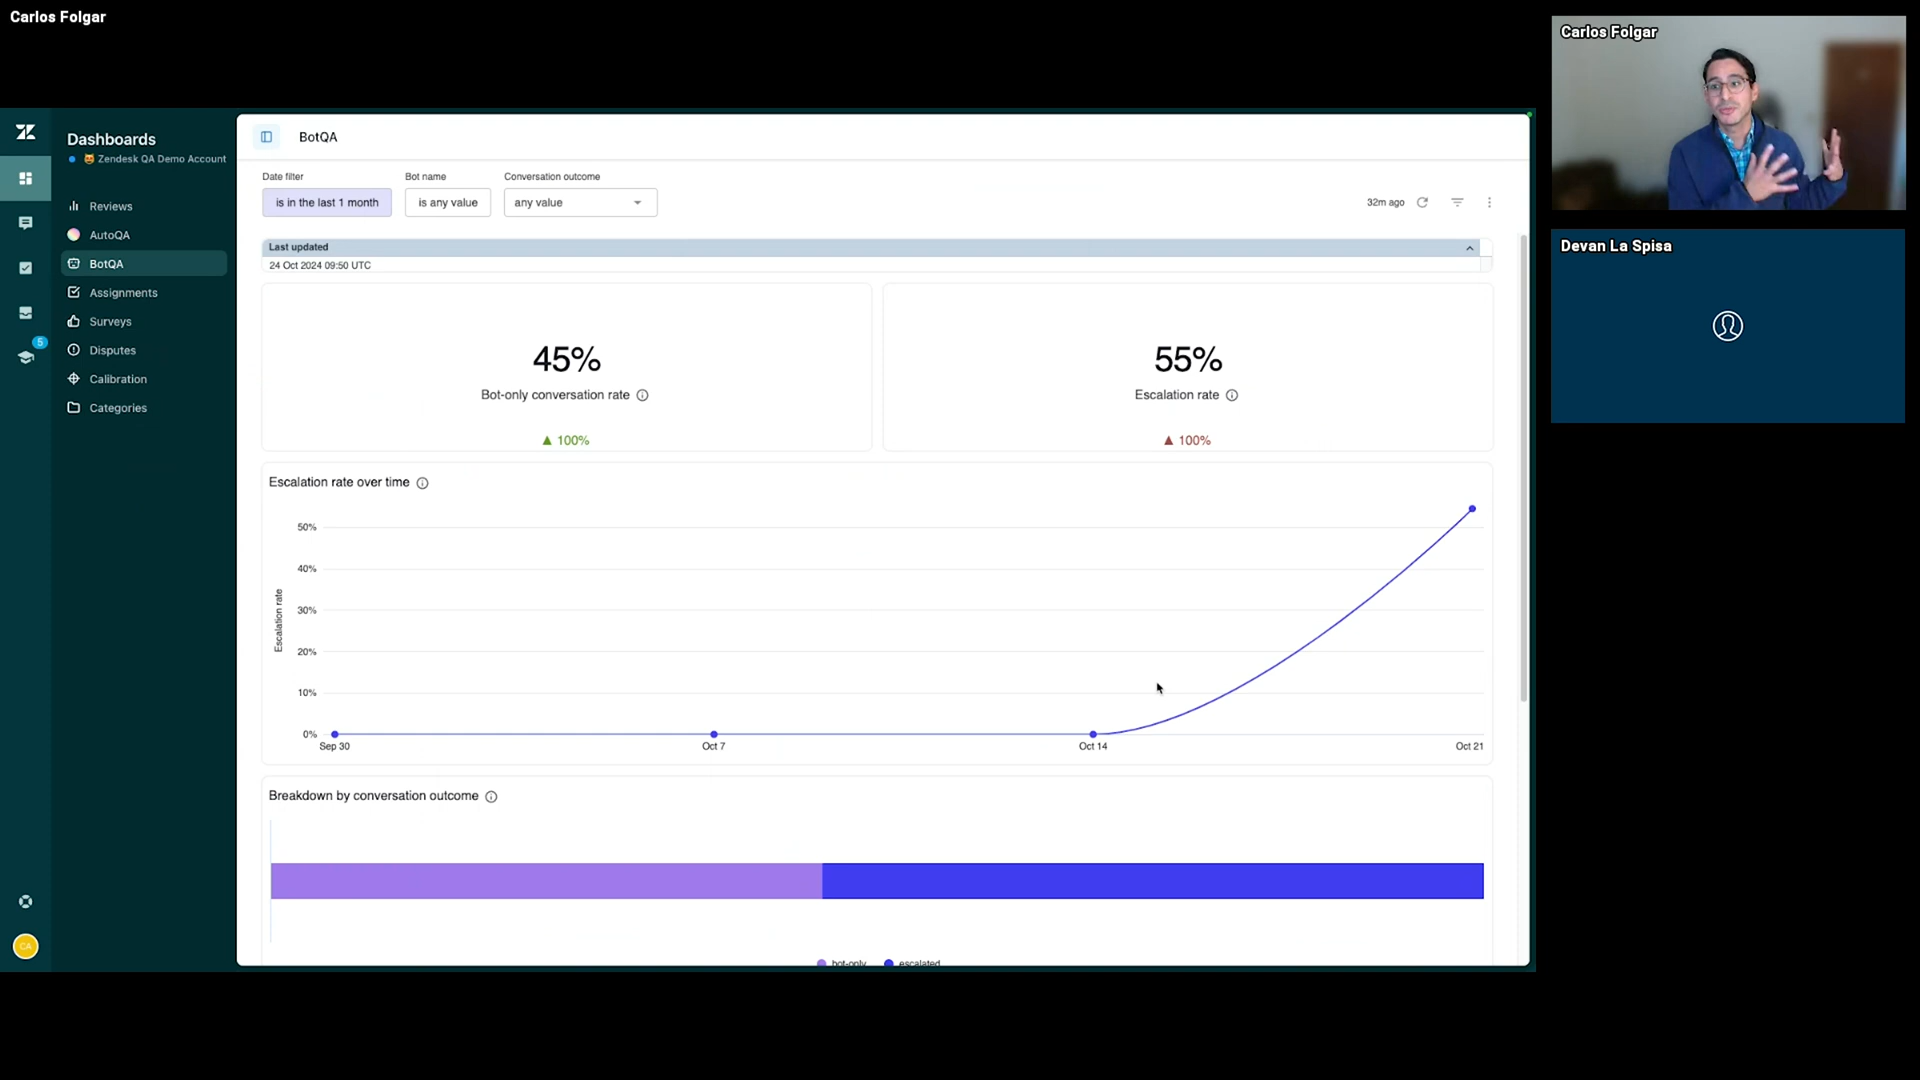 Carlos Folgar
Carlos Folgar
Devan La Spisa
Dashboards
Zendesk QA Demo Account
Reviews
AutoQA
BotQA
Assignments
Surveys
Disputes
Calibration
Categories
5
CA
BotQA
Date filter
Bot name
Conversation outcome
is in the last 1 month
is any value
any value
32m ago
Last updated
24 Oct 2024 09:50 UTC
45%
Bot-only conversation rate
▲ 100%
55%
Escalation rate
▲ 100%
Escalation rate over time
Escalation rate
50%
40%
30%
20%
10%
0%
Sep 30
Oct 7
Oct 14
Oct 21
Breakdown by conversation outcome
bot-only
escalated